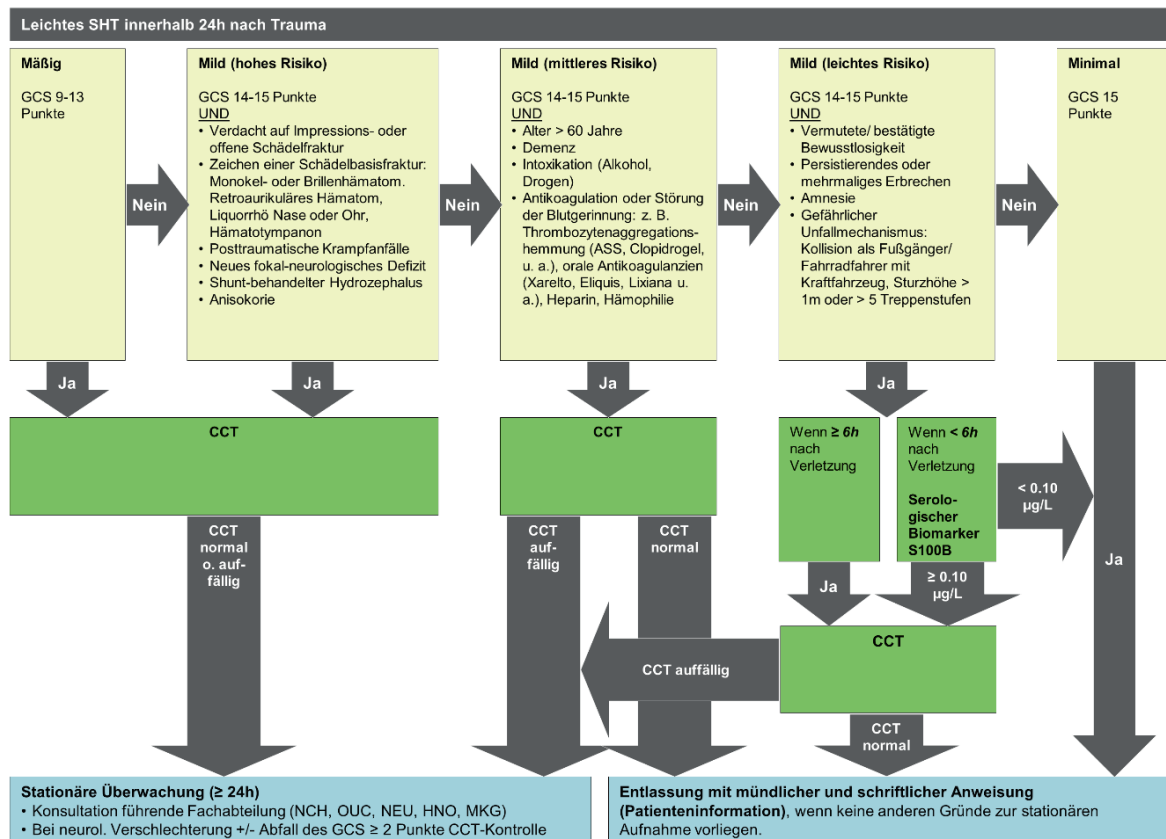 Leichtes SHT innerhalb 24h nach Trauma
Mäßig
GCS 9-13
Punkte
Nein
Mild (hohes Risiko)
GCS 14-15 Punkte
UND
• Verdacht auf Impressions- oder
offene Schädelfraktur
• Zeichen einer Schädelbasisfraktur:
Monokel- oder Brillenhämatom.
Retroaurikuläres Hämatom,
Liquorrhö Nase oder Ohr,
Hämatotympanon
• Posttraumatische Krampfanfälle
• Neues fokal-neurologisches Defizit
• Shunt-behandelter Hydrozephalus
• Anisokorie
Nein
Mild (mittleres Risiko)
GCS 14-15 Punkte
UND
• Alter > 60 Jahre
• Demenz
• Intoxikation (Alkohol,
Drogen)
• Antikoagulation oder Störung
der Blutgerinnung: z. B.
Thrombozytenaggregations-
hemmung (ASS, Clopidrogel,
u. a.), orale Antikoagulanzien
(Xarelto, Eliquis, Lixiana u.
a.), Heparin, Hämophilie
Nein
Mild (leichtes Risiko)
GCS 14-15 Punkte
UND
• Vermutete/ bestätigte
Bewusstlosigkeit
• Persistierendes oder
mehrmaliges Erbrechen
• Amnesie
• Gefährlicher
Unfallmechanismus:
Kollision als Fußgänger/
Fahrradfahrer mit
Kraftfahrzeug, Sturzhöhe >
1m oder > 5 Treppenstufen
Nein
Minimal
GCS 15
Punkte
Ja
Ja
Ja
Ja
CCT
CCT
Wenn ≥ 6h
nach
Verletzung
Wenn < 6h
nach
Verletzung
Serolo-
gischer
Biomarker
S100B
< 0.10
µg/L
Ja
CCT
normal
o. auf-
fällig
CCT
auf-
fällig
CCT
normal
Ja
≥ 0.10
µg/L
CCT
CCT auffällig
CCT
normal
Stationäre Überwachung (≥ 24h)
• Konsultation führende Fachabteilung (NCH, OUC, NEU, HNO, MKG)
• Bei neurol. Verschlechterung +/- Abfall des GCS ≥ 2 Punkte CCT-Kontrolle
Entlassung mit mündlicher und schriftlicher Anweisung
(Patienteninformation), wenn keine anderen Gründe zur stationären
Aufnahme vorliegen.